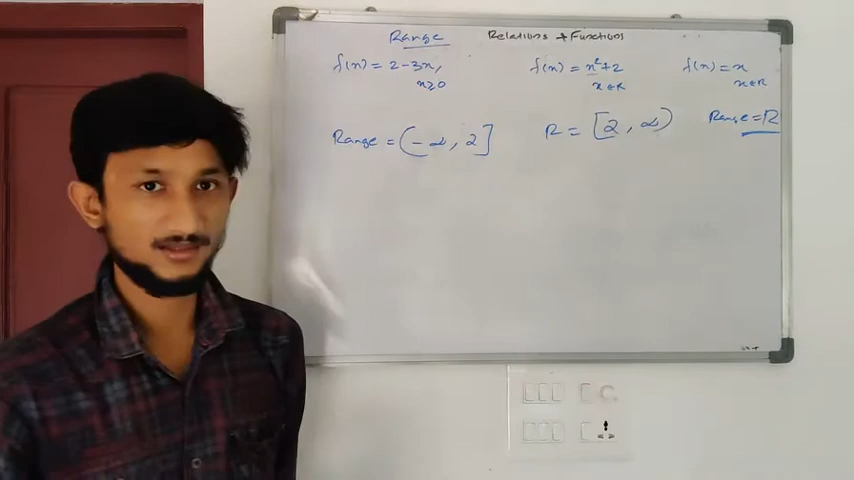 Range Relations & Functions
f(x) = 2-3x, f(x) = x²+2 f(x) = x
x≥0 x∈R x∈R
Range = (-∞, 2] R = [2, ∞) Range = R